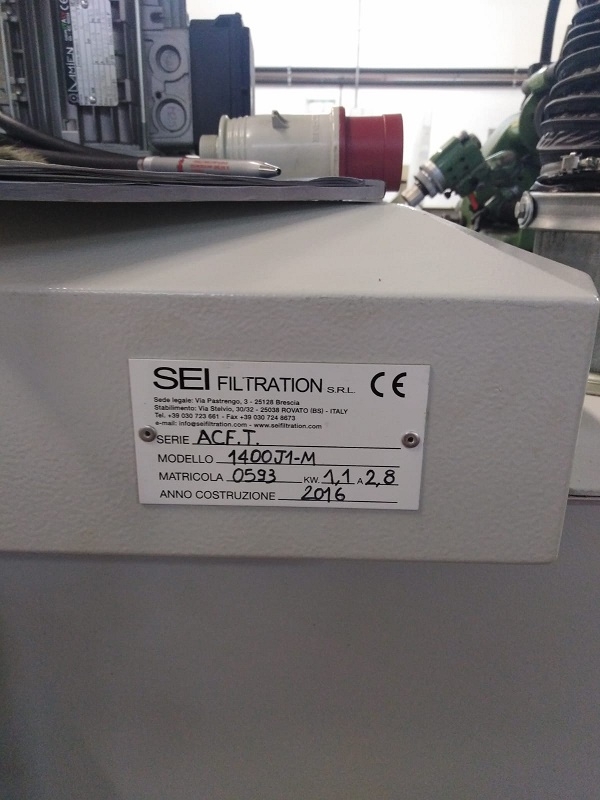 SEI FILTRATION S.R.L. CE
Sede legale: Via Pastrengo, 3 - 25128 Brescia
Stabilimento: Via Stelvio, 30/32 - 25038 ROVATO (BS) - ITALY
Tel. +39 030 723 661 - Fax +39 030 724 8673
e-mail: info@seifiltration.com - www.seifiltration.com
SERIE ACF.T.
MODELLO 1400J1-M
MATRICOLA 0593 KW. 1,1 A 2,8
ANNO COSTRUZIONE 2016